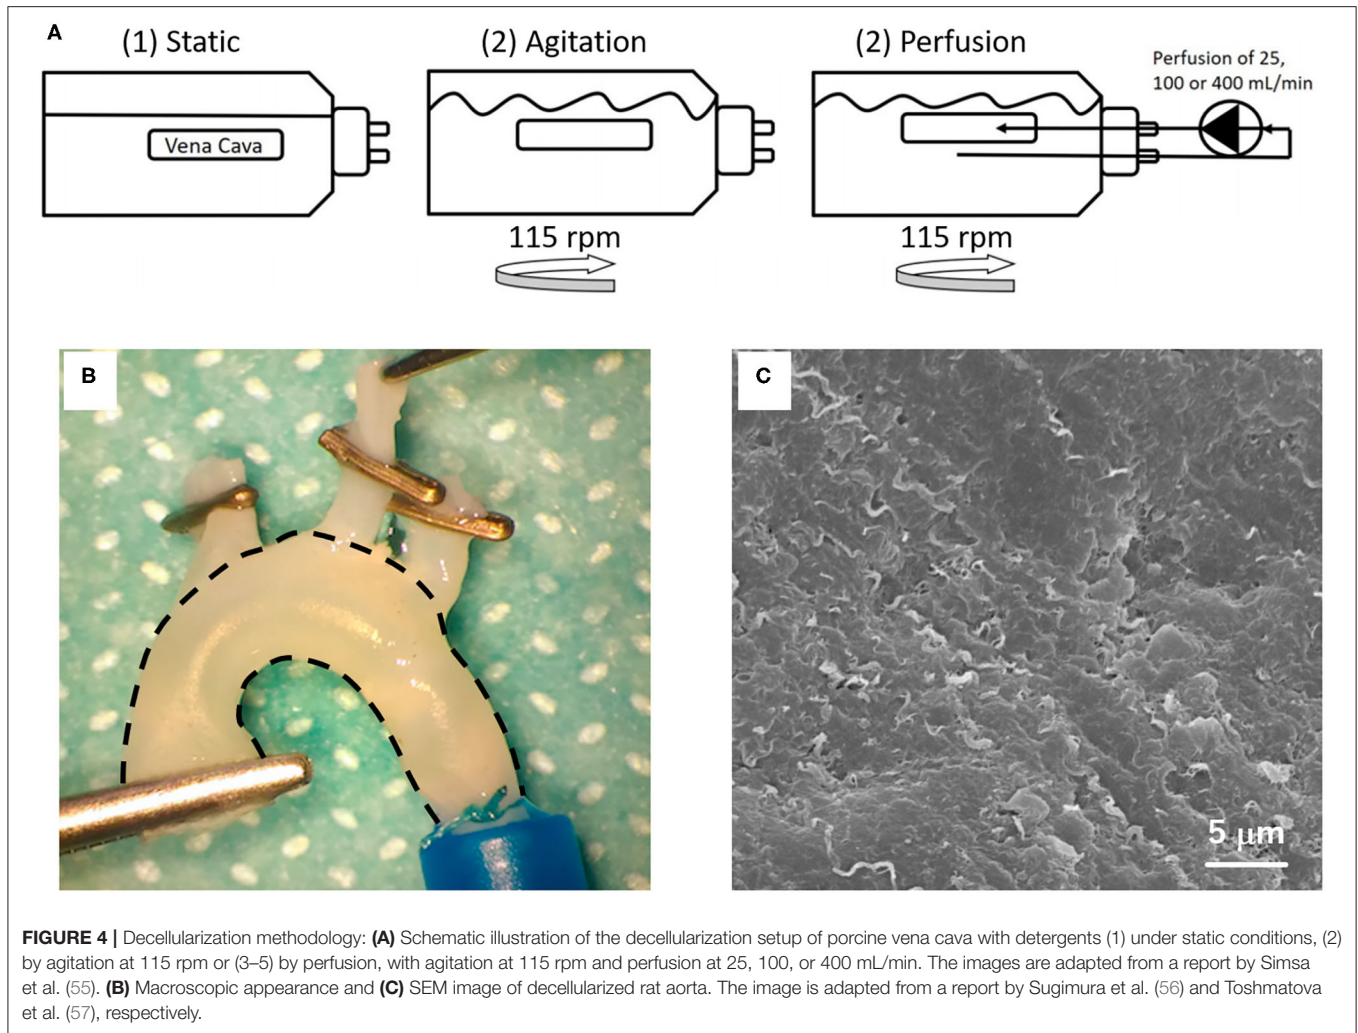 A
(1) Static
(2) Agitation
(2) Perfusion
Perfusion of 25,
100 or 400 mL/min
Vena Cava
115 rpm
115 rpm
B
C
5 μm
FIGURE 4 | Decellularization methodology: (A) Schematic illustration of the decellularization setup of porcine vena cava with detergents (1) under static conditions, (2)
by agitation at 115 rpm or (3–5) by perfusion, with agitation at 115 rpm and perfusion at 25, 100, or 400 mL/min. The images are adapted from a report by Simsa
et al. (55). (B) Macroscopic appearance and (C) SEM image of decellularized rat aorta. The image is adapted from a report by Sugimura et al. (56) and Toshmatova
et al. (57), respectively.